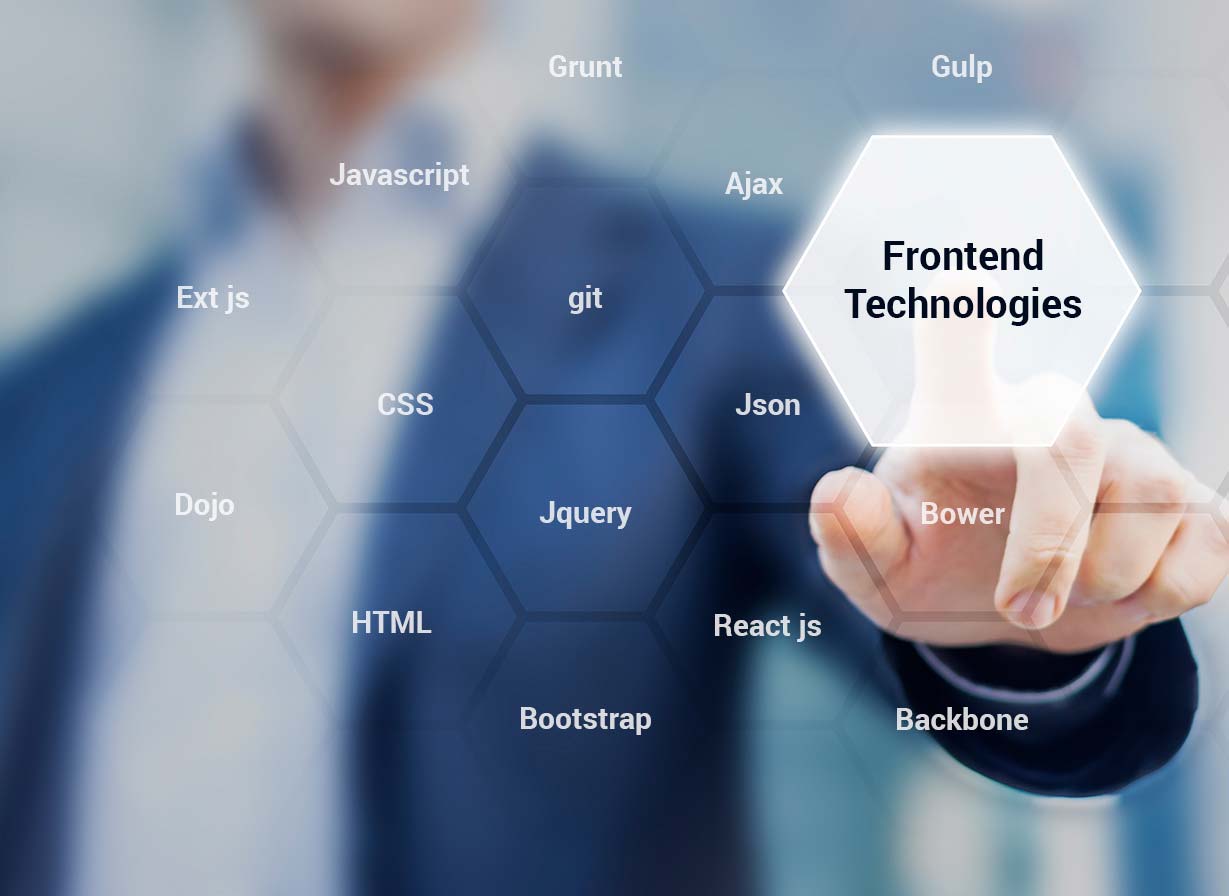 Grunt
Gulp
Javascript
Ajax
Frontend
Technologies
Ext js
git
CSS
Json
Dojo
Jquery
Bower
HTML
React js
Bootstrap
Backbone